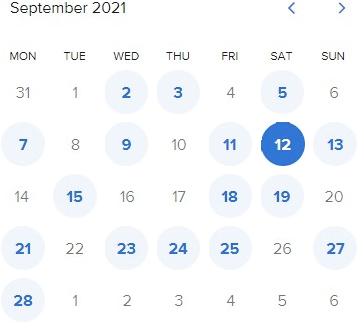 September 2021
MON TUE WED THU FRI SAT SUN
31 1 2 3 4 5 6
7 8 9 10 11 12 13
14 15 16 17 18 19 20
21 22 23 24 25 26 27
28 1 2 3 4 5 6